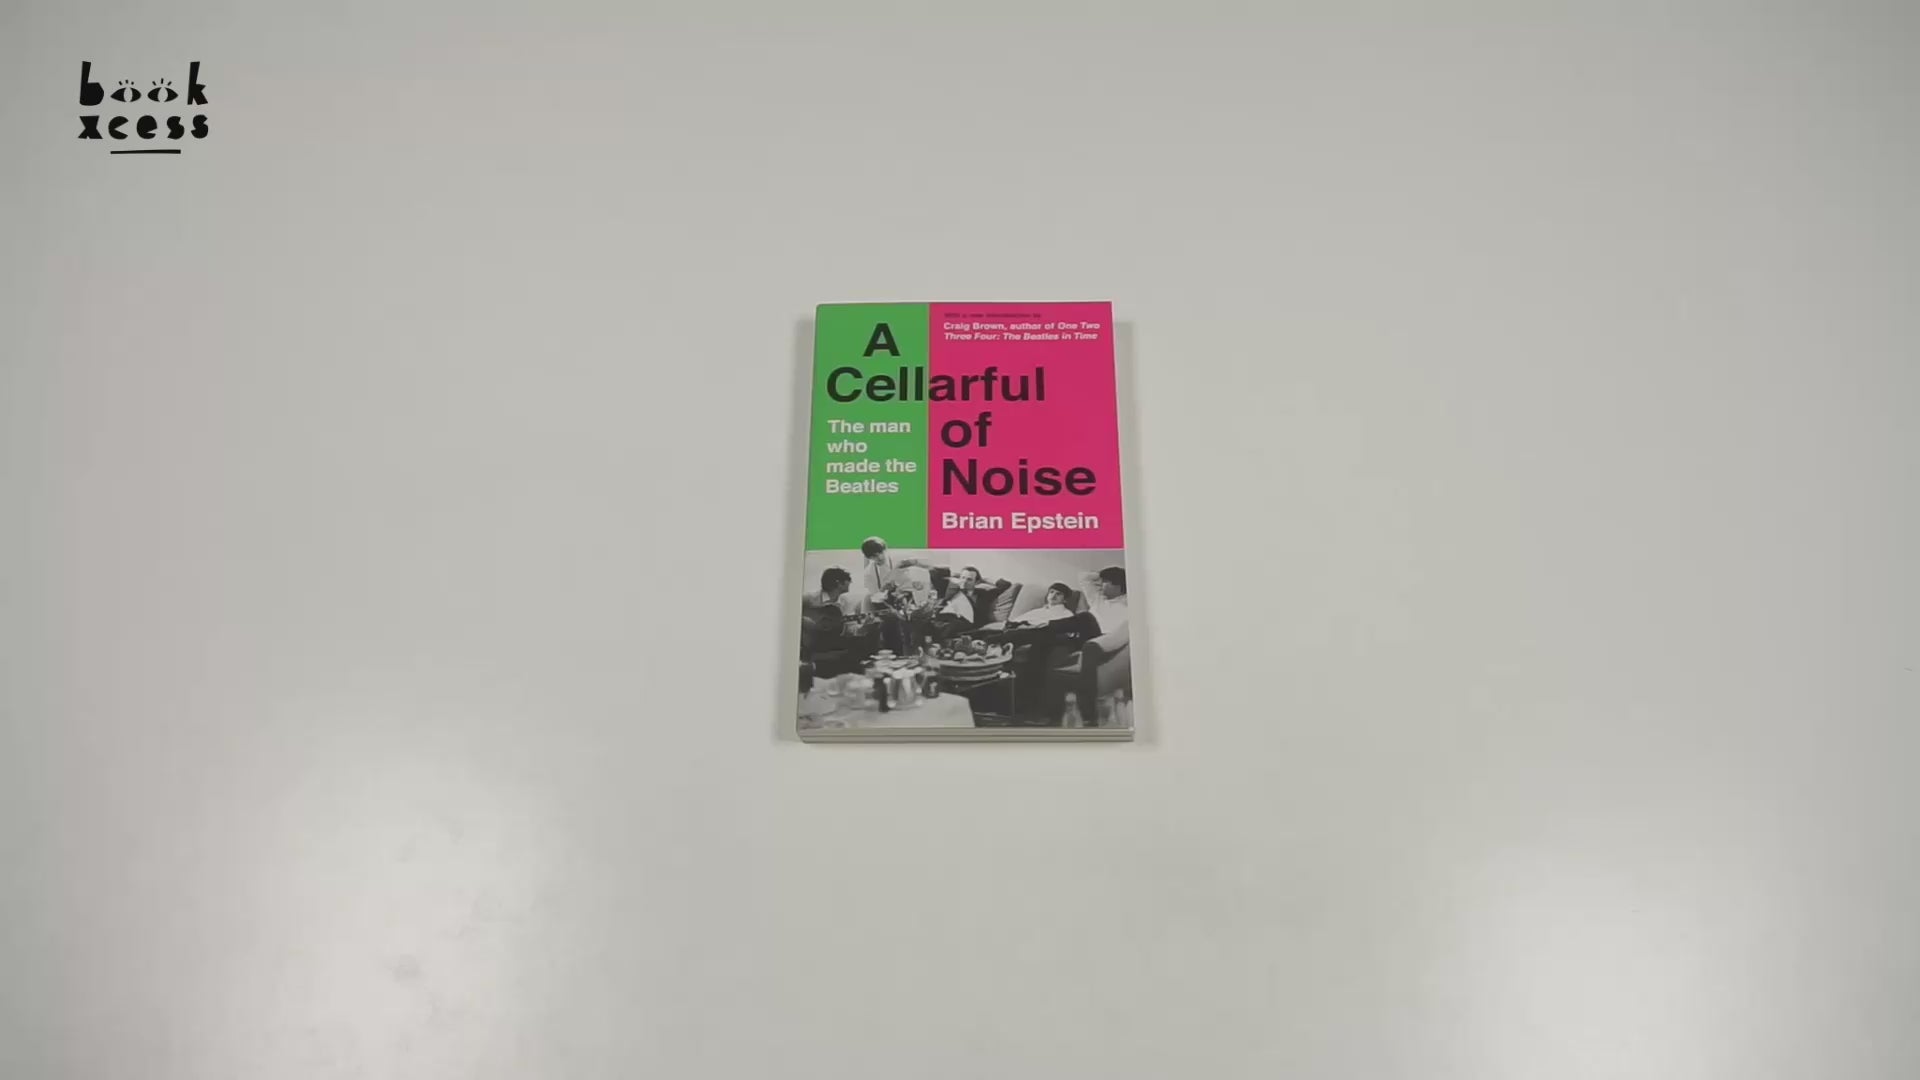 book
xcess
With a new introduction by
Craig Brown, author of One Two
Three Four: The Beatles in Time
A
Cellarful
of
Noise
The man
who
made the
Beatles
Brian Epstein